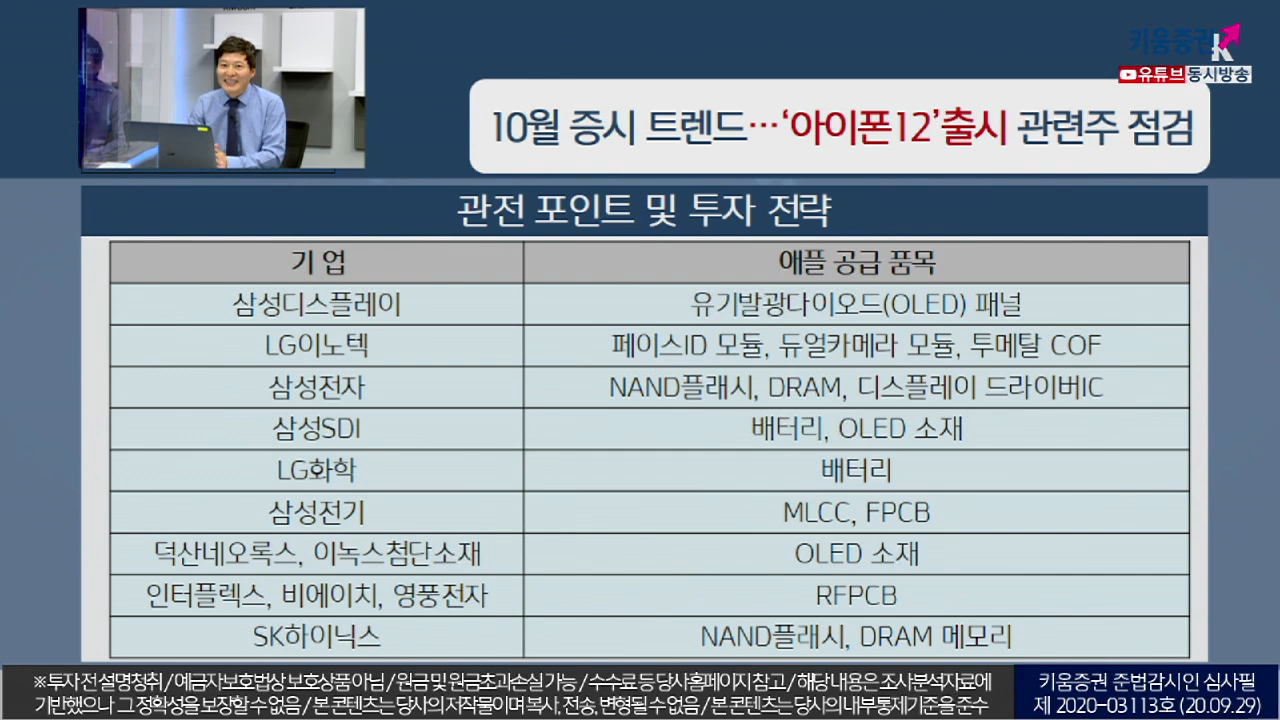 키움증권
유튜브동시방송
10월 증시 트렌드…‘아이폰12’출시 관련주 점검
관전 포인트 및 투자 전략
기 업 애플 공급 품목
삼성디스플레이 유기발광다이오드(OLED) 패널
LG이노텍 페이스ID 모듈, 듀얼카메라 모듈, 투메탈 COF
삼성전자 NAND플래시, DRAM, 디스플레이 드라이버IC
삼성SDI 배터리, OLED 소재
LG화학 배터리
삼성전기 MLCC, FPCB
덕산네오록스, 이녹스첨단소재 OLED 소재
인터플렉스, 비에이치, 영풍전자 RFPCB
SK하이닉스 NAND플래시, DRAM 메모리
※ 투자 전 설명청취 / 예금자보호법상 보호상품 아님 / 원금 및 원금초과손실 가능 / 수수료 등 당사홈페이지 참고 / 해당 내용은 조사분석자료에
기반했으나 그 정확성을 보장할 수 없음 / 본 콘텐츠는 당사의 저작물이며 복사, 전송, 변형될 수 없음 / 본 콘텐츠는 당사의 내부통제기준을 준수
키움증권 준법감시인 심사필
제 2020-03113호 (20.09.29)